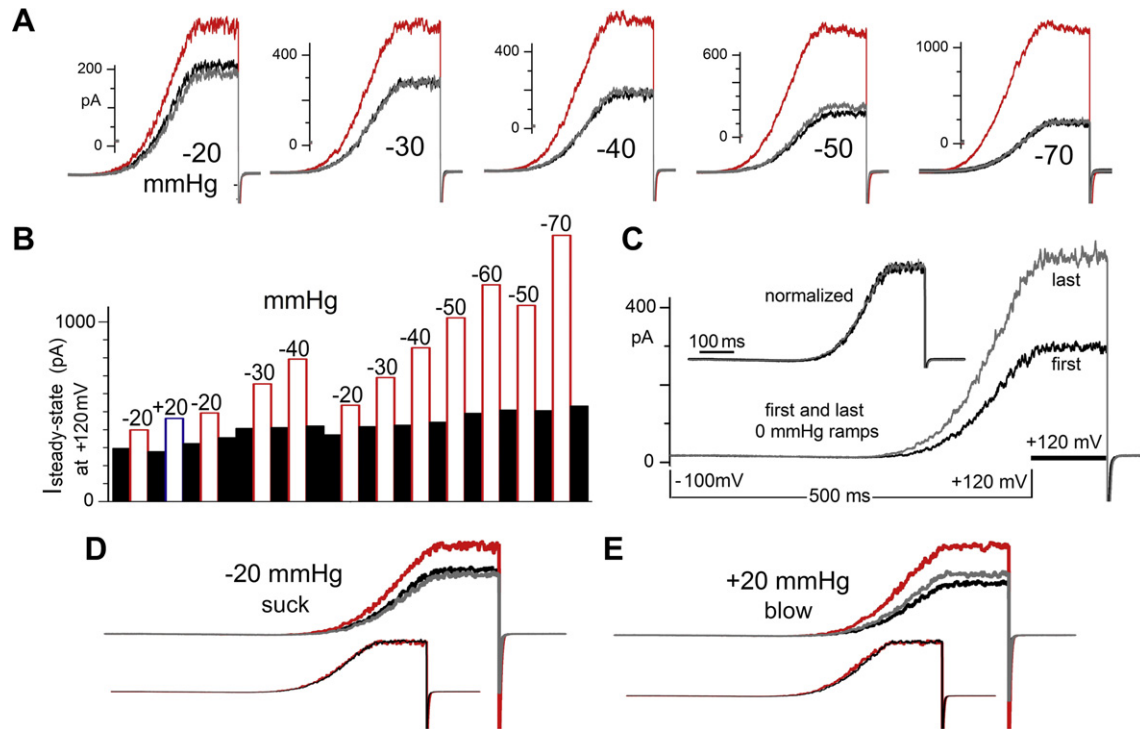 A
200
pA
0
-20
mmHg
400
0
-30
400
0
-40
600
0
-50
1000
0
-70
B
mmHg
1000
0
Isteady-state (pA)
at +120mV
-20
+20
-20
-30
-40
-20
-30
-40
-50
-60
-50
-70
C
400
pA
0
normalized
100 ms
last
first
first and last
0 mmHg ramps
+120 mV
-100mV
500 ms
+120 mV
D
-20 mmHg
suck
E
+20 mmHg
blow